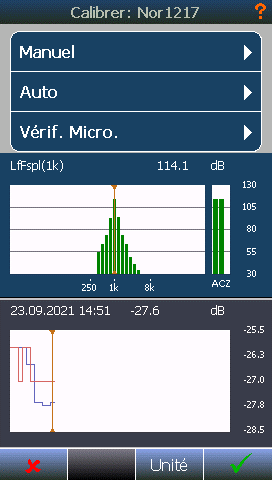 Calibrer: Nor1217 ?
Manuel
Auto
Vérif. Micro.
LfFspl(1k) 114.1 dB
130
105
80
55
30
250 1k 8k ACZ
23.09.2021 14:51 -27.6 dB
-25.5
-26.3
-27.0
-27.8
-28.5
Unité